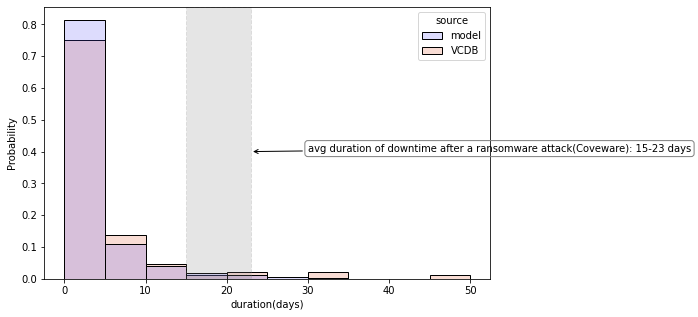 source
model
VCDB
avg duration of downtime after a ransomware attack(Coveware): 15-23 days
Probability
0.8
0.7
0.6
0.5
0.4
0.3
0.2
0.1
0.0
0 10 20 30 40 50
duration(days)